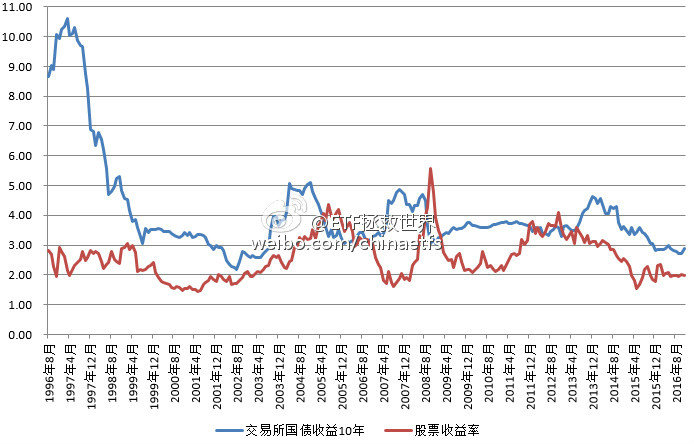 11.00
10.00
9.00
8.00
7.00
6.00
5.00
4.00
3.00
2.00
1.00
0.00
@ETF拯救世界
weibo.com/chinaetfs
1996年8月
1997年4月
1997年12月
1998年8月
1999年4月
1999年12月
2000年8月
2001年4月
2001年12月
2002年8月
2003年4月
2003年12月
2004年8月
2005年4月
2005年12月
2006年8月
2007年4月
2007年12月
2008年8月
2009年4月
2009年12月
2010年8月
2011年4月
2011年12月
2012年8月
2013年4月
2013年12月
2014年8月
2015年4月
2015年12月
2016年8月
交易所国债收益10年
股票收益率